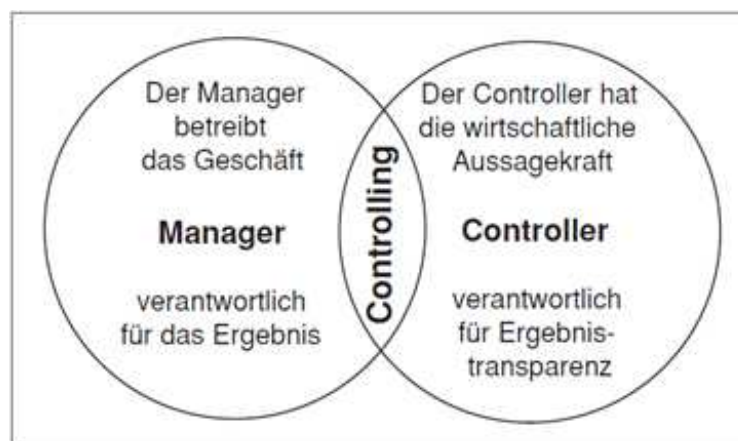 Der Manager
betreibt
das Geschäft
Manager
verantwortlich
für das Ergebnis
Controlling
Der Controller hat
die wirtschaftliche
Aussagekraft
Controller
verantwortlich
für Ergebnis-
transparenz